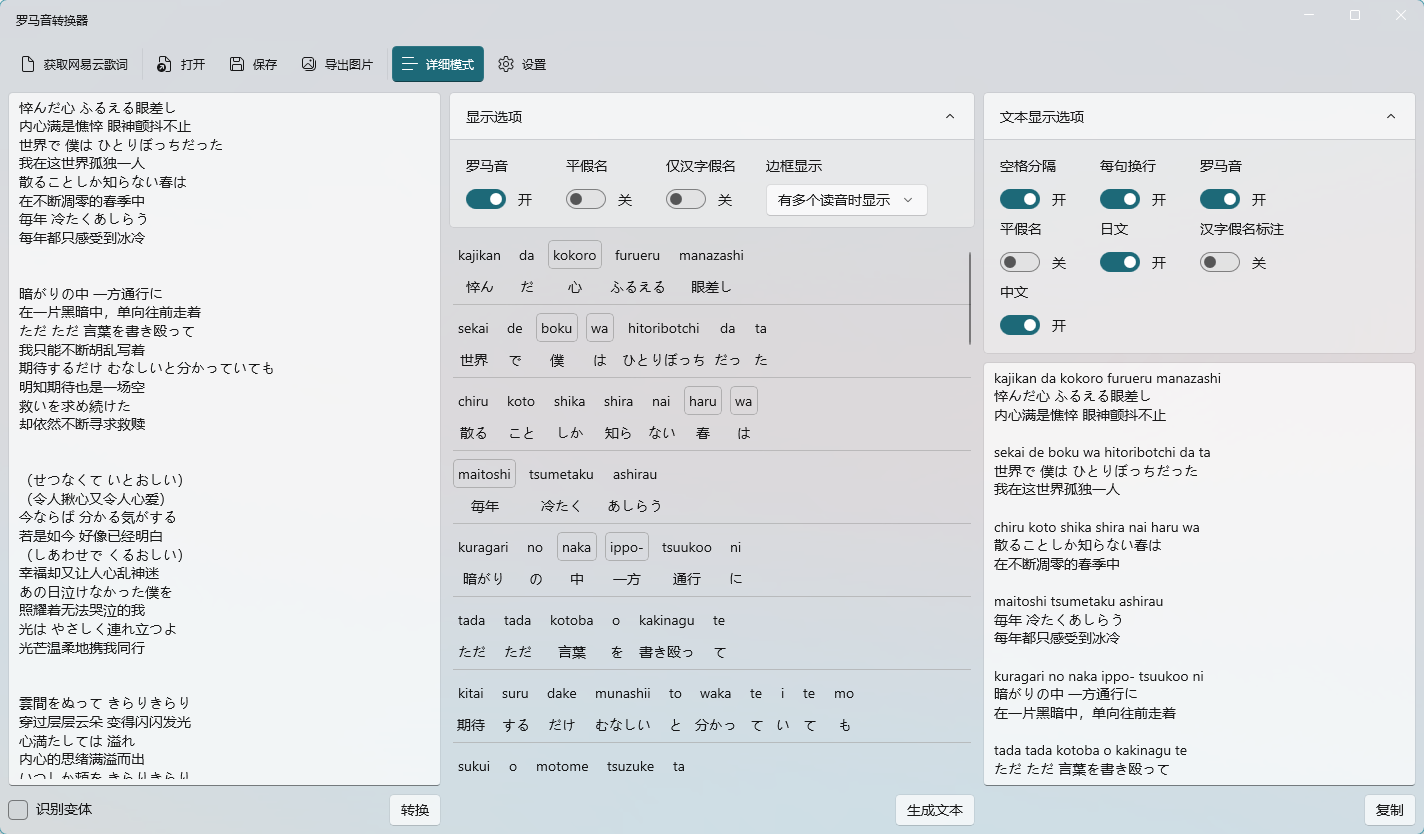 罗马音转换器
获取网易云歌词 打开 保存 导出图片 详细模式 设置
悴んだ心 ふるえる眼差し
内心满是憔悴 眼神颤抖不止
世界で 僕は ひとりぼっちだった
我在这世界孤独一人
散ることしか知らない春は
在不断凋零的春季中
毎年 冷たくあしらう
每年都只感受到冰冷
暗がりの中 一方通行に
在一片黑暗中，单向往前走着
ただ ただ 言葉を書き殴って
我只能不断胡乱写着
期待するだけ むなしいと分かっていても
明知期待也是一场空
救いを求め続けた
却依然不断寻求救赎
（せつなくて いとおしい）
（令人揪心又令人心爱）
今ならば 分かる気がする
若是如今 好像已经明白
（しあわせで くるおしい）
幸福却又让人心乱神迷
あの日泣けなかった僕を
照耀着无法哭泣的我
光は やさしく連れ立つよ
光芒温柔地携我同行
雲間をぬって きらりきらり
穿过层层云朵 变得闪闪发光
心満たしては 溢れ
内心的思绪满溢而出
いつしか頬を きらりきらり
识别变体
转换
显示选项
罗马音 平假名 仅汉字假名 边框显示
开 关 关 有多个读音时显示
kajikan da kokoro furueru manazashi
悴ん だ 心 ふるえる 眼差し
sekai de boku wa hitoribotchi da ta
世界 で 僕 は ひとりぼっち だっ た
chiru koto shika shira nai haru wa
散る こと しか 知ら ない 春 は
maitoshi tsumetaku ashirau
毎年 冷たく あしらう
kuragari no naka ippo- tsuukoo ni
暗がり の 中 一方 通行 に
tada tada kotoba o kakinagu te
ただ ただ 言葉 を 書き殴っ て
kitai suru dake munashii to waka te i te mo
期待 する だけ むなしい と 分かっ て い て も
sukui o motome tsuzuke ta
生成文本
文本显示选项
空格分隔 每句换行 罗马音
开 开 开
平假名 日文 汉字假名标注
关 开 关
中文
开
kajikan da kokoro furueru manazashi
悴んだ心 ふるえる眼差し
内心满是憔悴 眼神颤抖不止
sekai de boku wa hitoribotchi da ta
世界で 僕は ひとりぼっちだった
我在这世界孤独一人
chiru koto shika shira nai haru wa
散ることしか知らない春は
在不断凋零的春季中
maitoshi tsumetaku ashirau
毎年 冷たくあしらう
每年都只感受到冰冷
kuragari no naka ippo- tsuukoo ni
暗がりの中 一方通行に
在一片黑暗中，单向往前走着
tada tada kotoba o kakinagu te
ただ ただ 言葉を書き殴って
复制